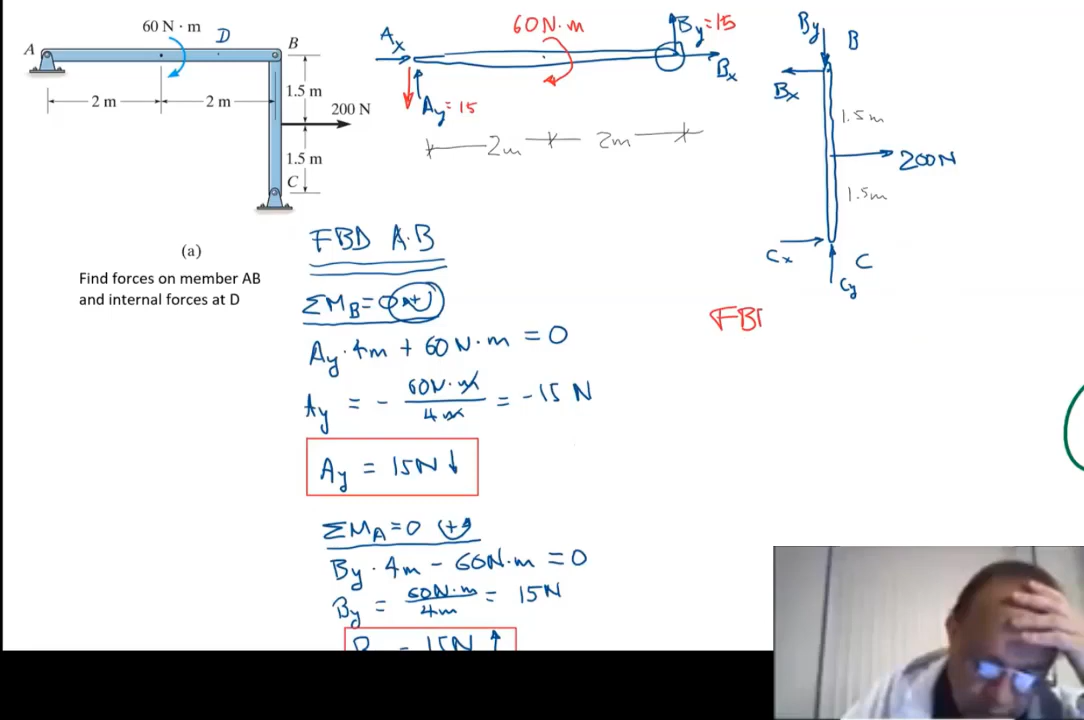 60 N · m
D
A
B
2 m
2 m
1.5 m
200 N
1.5 m
C
(a)
Find forces on member AB
and internal forces at D
Ax
60N·m
By=15
Bx
Ay=15
2m
2m
By
B
Bx
1.5m
200N
1.5m
Cx
C
Cy
FBD A·B
ΣMB=0
Ay·4m + 60N·m = 0
Ay = - 60N·m / 4m = -15 N
Ay = 15N ↓
ΣMA=0
By·4m - 60N·m = 0
By = 60N·m / 4m = 15N
= 15N ↑